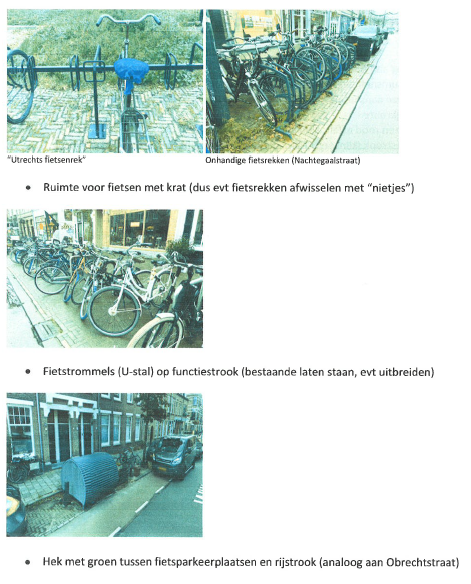 "Utrechts fietsenrek"
Onhandige fietsrekken (Nachtegaalstraat)
• Ruimte voor fietsen met krat (dus evt fietsrekken afwisselen met "nietjes")
• Fietstrommels (U-stal) op functiestrook (bestaande laten staan, evt uitbreiden)
• Hek met groen tussen fietsparkeerplaatsen en rijstrook (analoog aan Obrechtstraat)